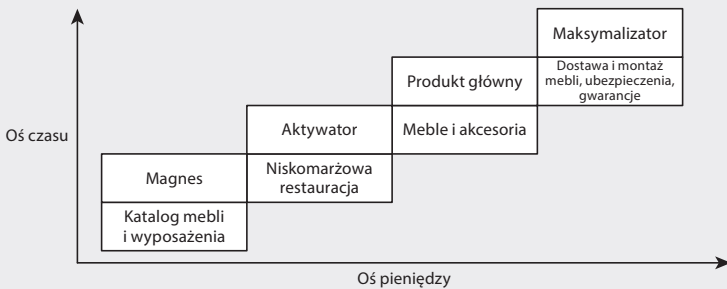 Maksymalizator
Dostawa i montaż
mebli, ubezpieczenia,
gwarancje
Produkt główny
Meble i akcesoria
Aktywator
Niskomarżowa
restauracja
Oś czasu
Magnes
Katalog mebli
i wyposażenia
Oś pieniędzy